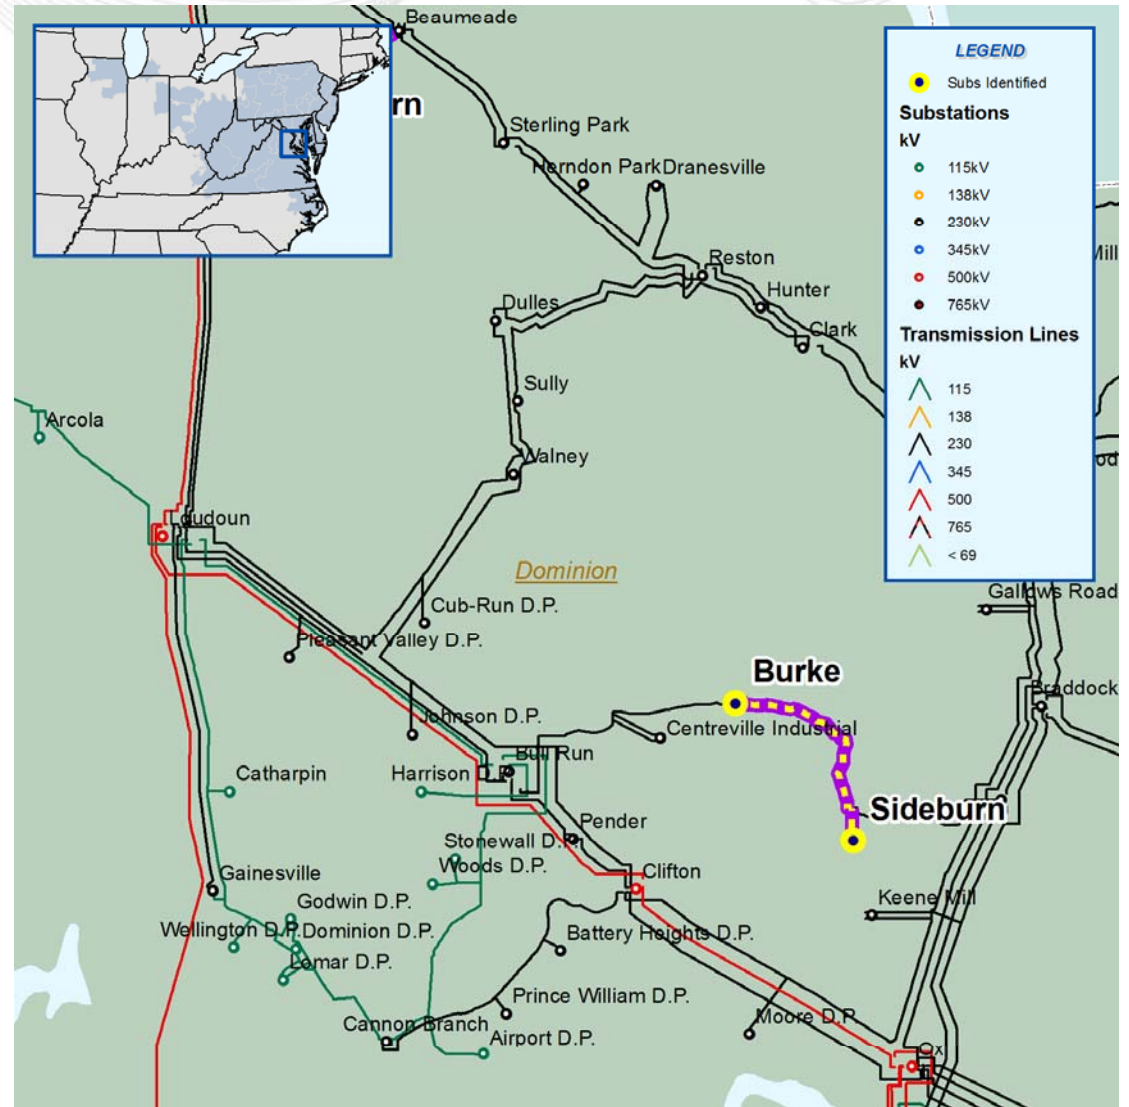 Beaumeade
rn
Sterling Park
Herndon Park
Dranesville
Reston
Hunter
Clark
Dulles
Sully
Walney
Arcola
Loudoun
Dominion
Cub-Run D.P.
Pleasant Valley D.P.
Johnson D.P.
Burke
Centreville Industrial
Bull Run
Harrison D.P.
Catharpin
Sideburn
Pender
Stonewall D.P.
Woods D.P.
Clifton
Gainesville
Godwin D.P.
Wellington D.P.
Dominion D.P.
Lomar D.P.
Battery Heights D.P.
Keene Mill
Prince William D.P.
Moore D.P.
Cannon Branch
Airport D.P.
Ox
Gallows Road
Braddock
Mill
od
LEGEND
Subs Identified
Substations
kV
115kV
138kV
230kV
345kV
500kV
765kV
Transmission Lines
kV
115
138
230
345
500
765
< 69